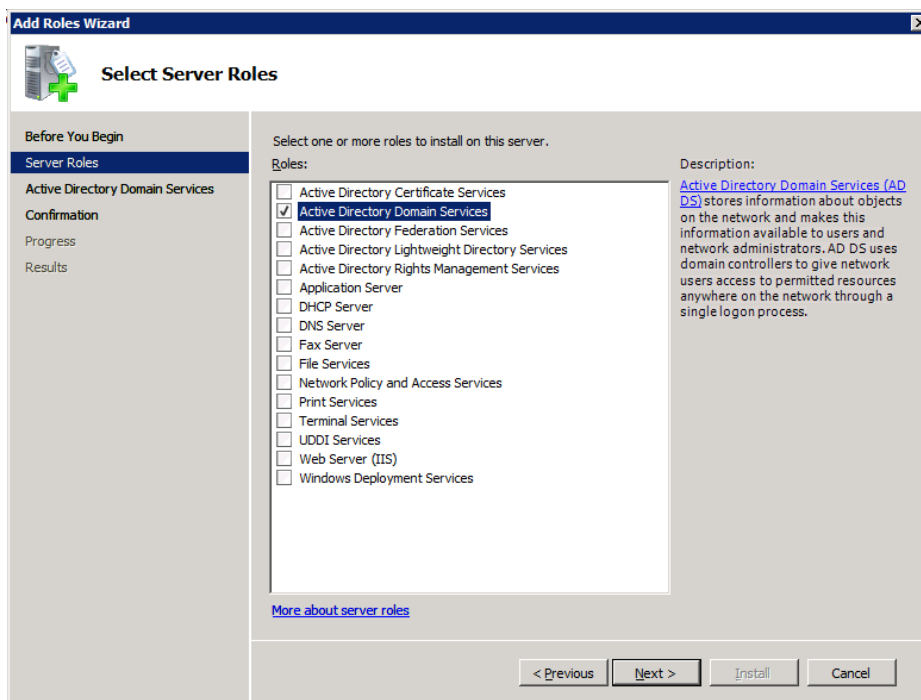 Add Roles Wizard
Select Server Roles
Before You Begin
Server Roles
Active Directory Domain Services
Confirmation
Progress
Results
Select one or more roles to install on this server.
Roles:
Active Directory Certificate Services
Active Directory Domain Services
Active Directory Federation Services
Active Directory Lightweight Directory Services
Active Directory Rights Management Services
Application Server
DHCP Server
DNS Server
Fax Server
File Services
Network Policy and Access Services
Print Services
Terminal Services
UDDI Services
Web Server (IIS)
Windows Deployment Services
More about server roles
Description:
Active Directory Domain Services (AD
DS) stores information about objects
on the network and makes this
information available to users and
network administrators. AD DS uses
domain controllers to give network
users access to permitted resources
anywhere on the network through a
single logon process.
< Previous
Next >
Install
Cancel